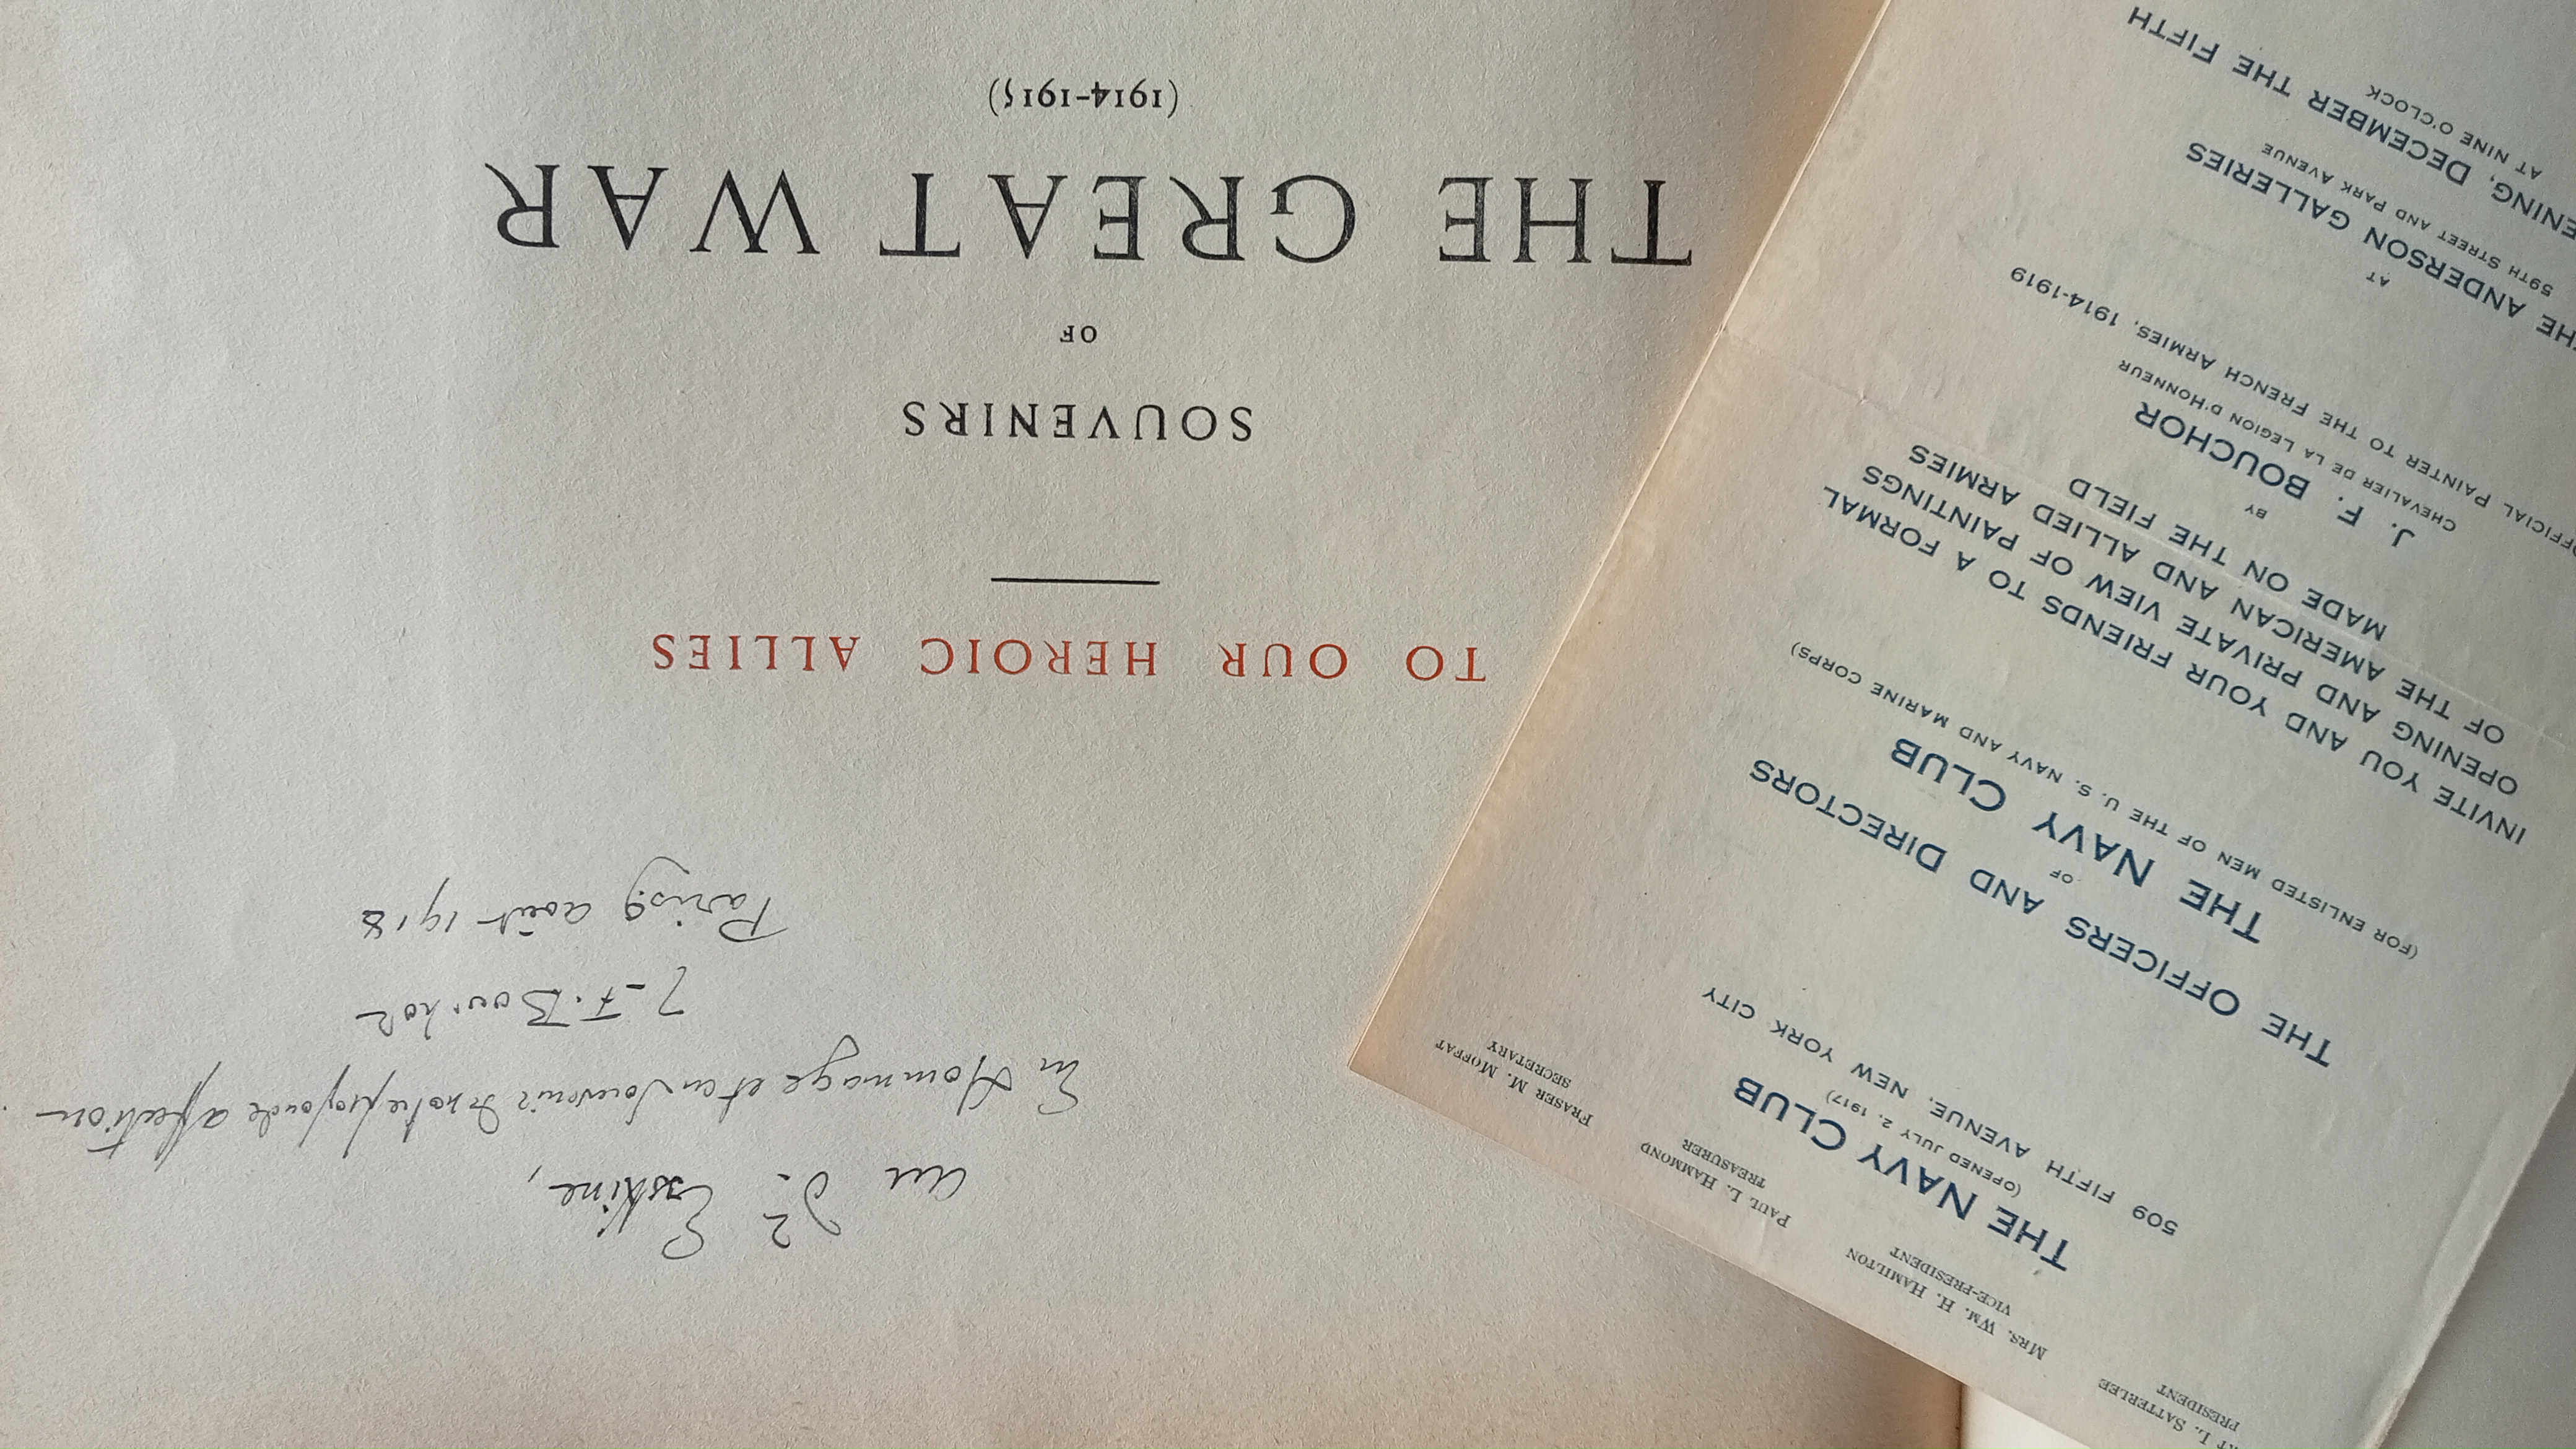 au Dr. Erskine,
En Hommage et en souvenir de notre profonde affection
J-F. Bouchor
Paris août 1918
TO OUR HEROIC ALLIES
SOUVENIRS
OF
THE GREAT WAR
(1914-1915)
RT L. SATTERLEE
PRESIDENT
MRS. WM. H. HAMILTON
VICE-PRESIDENT
PAUL L. HAMMOND
TREASURER
FRASER M. MOFFAT
SECRETARY
THE NAVY CLUB
(OPENED JULY 2, 1917)
509 FIFTH AVENUE, NEW YORK CITY
THE OFFICERS AND DIRECTORS
OF
THE NAVY CLUB
(FOR ENLISTED MEN OF THE U. S. NAVY AND MARINE CORPS)
INVITE YOU AND YOUR FRIENDS TO A FORMAL
OPENING AND PRIVATE VIEW OF PAINTINGS
OF THE AMERICAN AND ALLIED ARMIES
MADE ON THE FIELD
BY
J. F. BOUCHOR
CHEVALIER DE LA LEGION D'HONNEUR
OFFICIAL PAINTER TO THE FRENCH ARMIES, 1914-1919
AT
THE ANDERSON GALLERIES
59TH STREET AND PARK AVENUE
ENING, DECEMBER THE FIFTH
AT NINE O'CLOCK